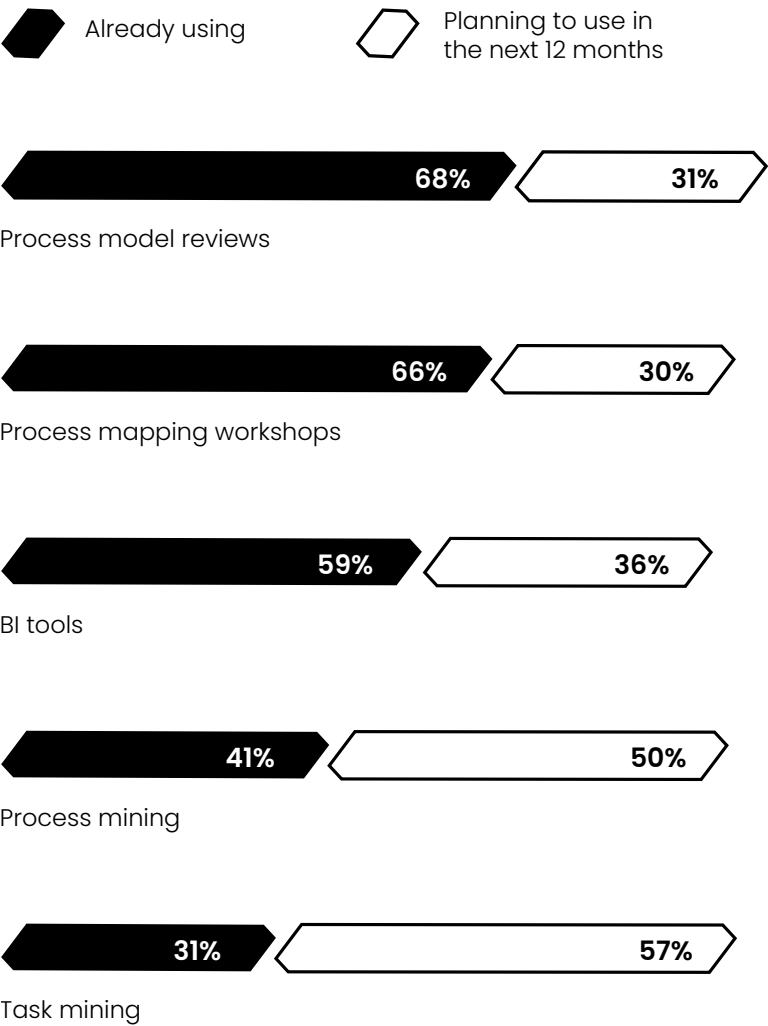 Already using
Planning to use in
the next 12 months
68%
31%
Process model reviews
66%
30%
Process mapping workshops
59%
36%
BI tools
41%
50%
Process mining
31%
57%
Task mining